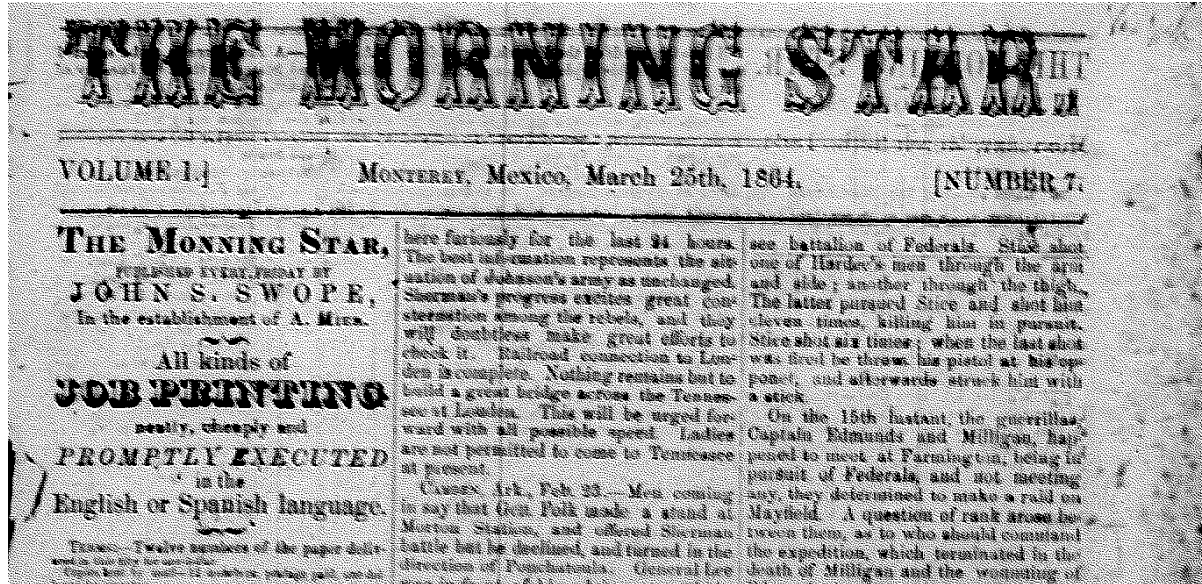 THE MORNING STAR.
VOLUME 1.] Monterey, Mexico, March 25th, 1864. [NUMBER 7.
The Monning Star,
PUBLISHED EVERY FRIDAY BY
JOHN S. SWOPE,
In the establishment of A. Mier.
All kinds of
JOB PRINTING
neatly, cheaply and
PROMPTLY EXECUTED
in the
English or Spanish language.
Terms—Twelve numbers of the paper deliv-
here furiously for the last 24 hours.
The best information represents the sit-
uation of Johnson's army as unchanged.
Sherman's progress excites great con-
sternation among the rebels, and they
will doubtless make great efforts to
check it. Railroad connection to Lou-
den is complete. Nothing remains but to
build a great bridge across the Tennes-
see at Louden. This will be urged for-
ward with all possible speed. Ladies
are not permitted to come to Tennessee
at present.
Camden, Ark., Feb. 23.—Men coming
in say that Gen. Polk made a stand at
Morton Station, and offered Sherman
battle but he declined, and turned in the
direction of Ponchatoula. General Lee
see battalion of Federals. Stice shot
one of Hardee's men through the arm
and side; another through the thigh.
The latter pursued Stice and shot him
eleven times, killing him in pursuit.
Stice shot six times; when the last shot
was fired he threw his pistol at his op-
ponet, and afterwards struck him with
a stick.
On the 15th instant, the guerrillas,
Captain Edmunds and Milligan, hap-
pened to meet at Farmington, being in
pursuit of Federals, and not meeting
any, they determined to make a raid on
Mayfield. A question of rank arose be-
tween them, as to who should command
the expedition, which terminated in the
death of Milligan and the wounding of